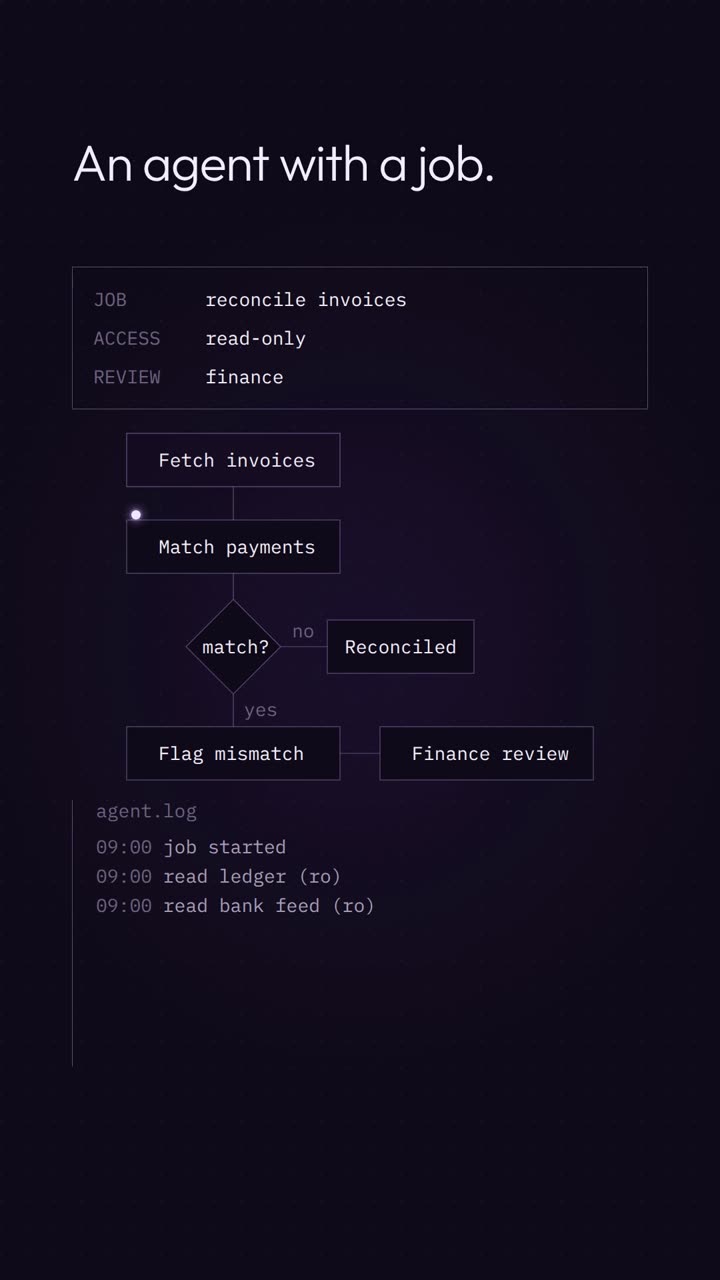 An agent with a job.
JOB reconcile invoices
ACCESS read-only
REVIEW finance
Fetch invoices
Match payments
match?
no
Reconciled
yes
Flag mismatch
Finance review
agent.log
09:00 job started
09:00 read ledger (ro)
09:00 read bank feed (ro)